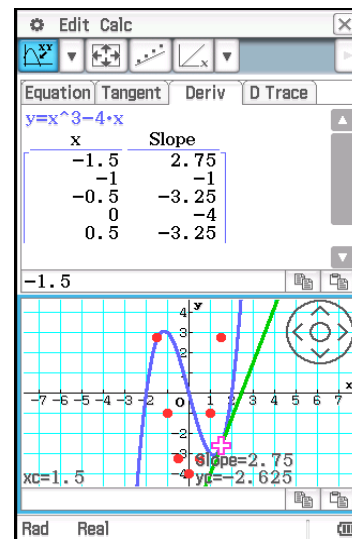 Edit Calc
Equation Tangent Deriv D Trace
y=x^3-4·x
x Slope
-1.5 2.75
-1 -1
-0.5 -3.25
0 -4
0.5 -3.25
-1.5
y
4
3
2
1
-7 -6 -5 -4 -3 -2 -1 O 1 2 3 4 5 6 7 x
-1
-2
-3
-4
Slope=2.75
xc=1.5 yc=-2.625
Rad Real